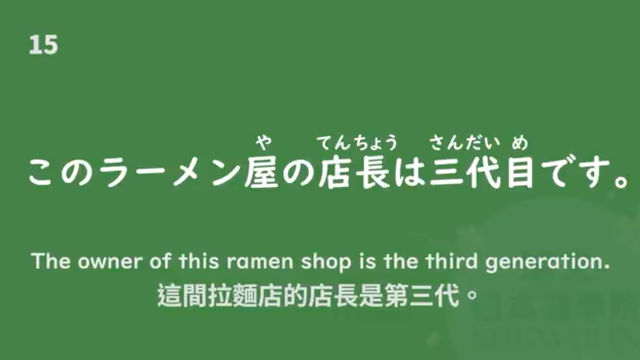 15
や てんちょう さんだいめ
このラーメン屋の店長は三代目です。
The owner of this ramen shop is the third generation.
這間拉麵店的店長是第三代。